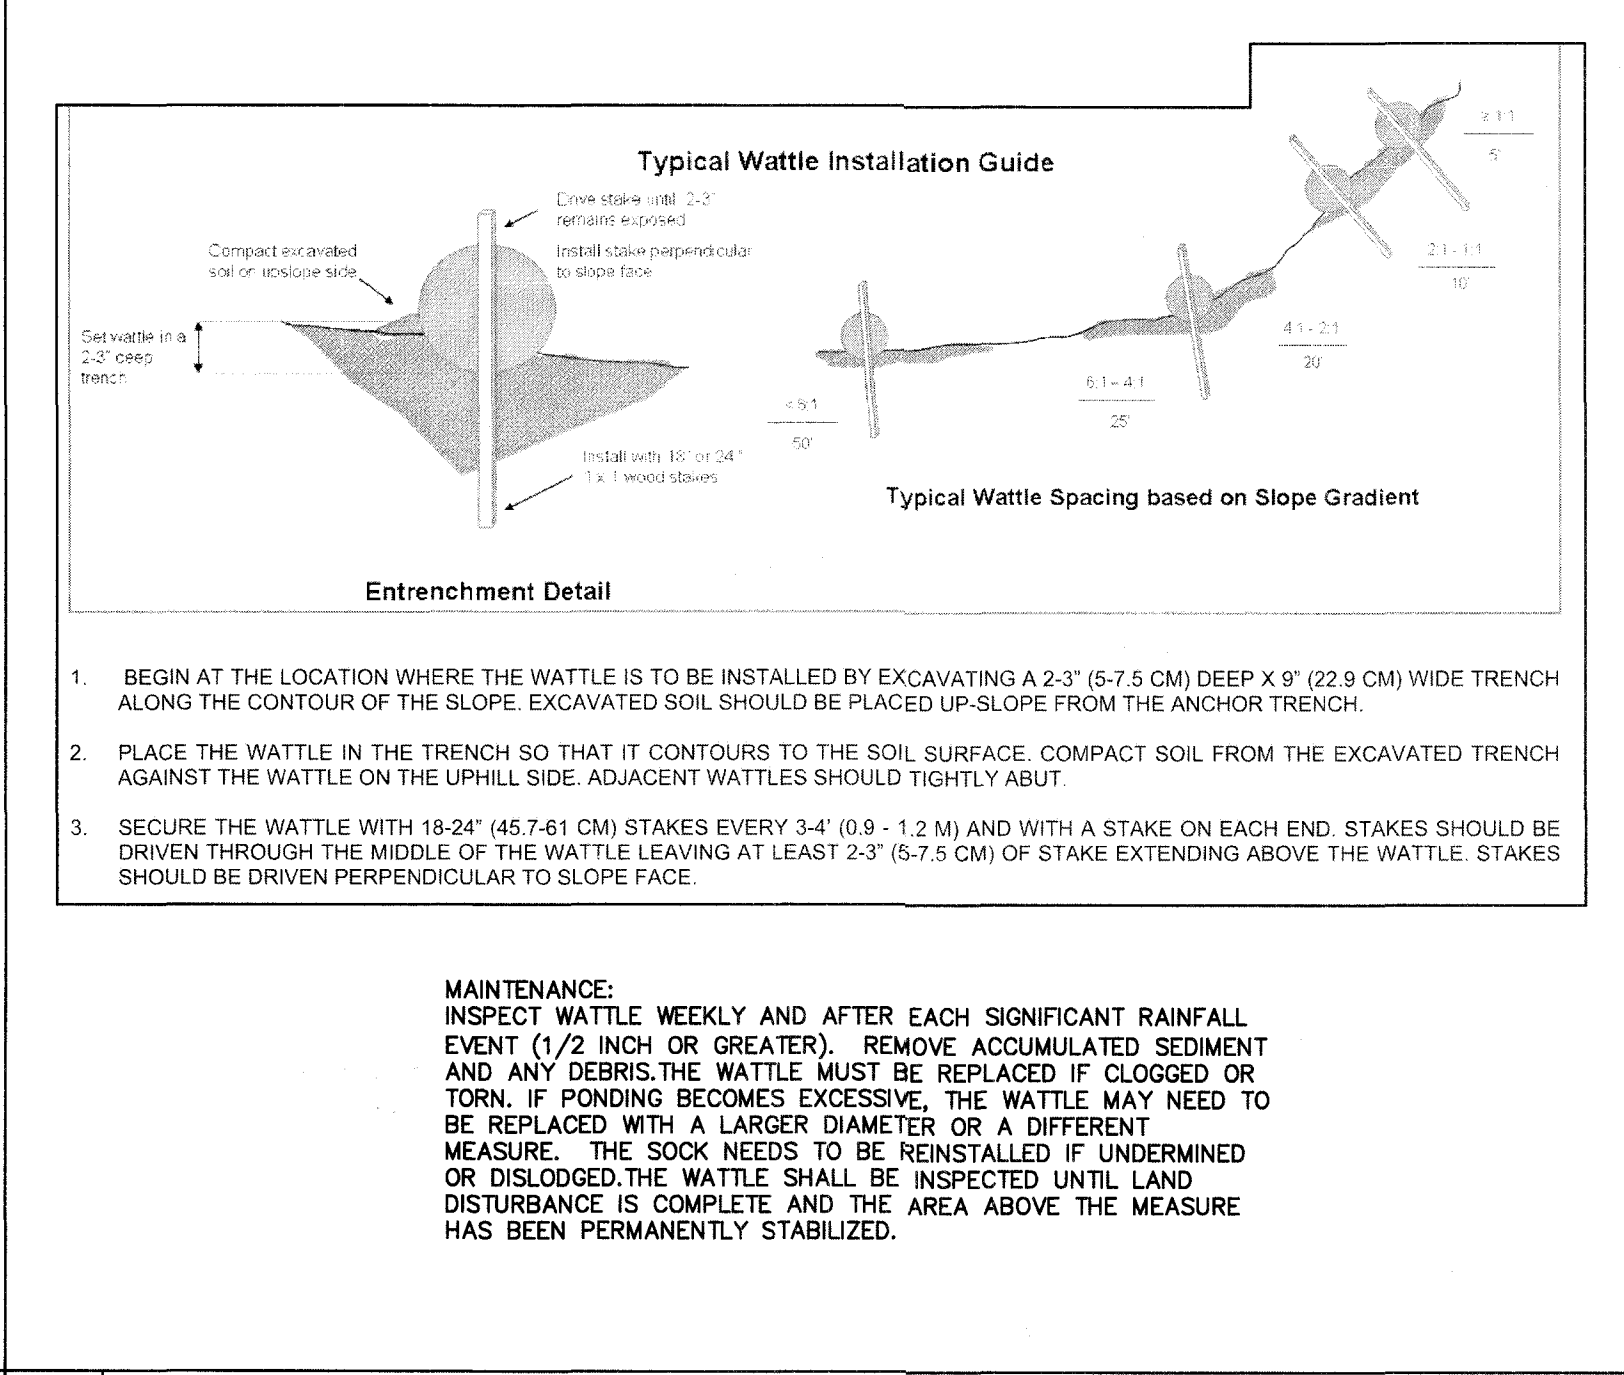 Typical Wattle Installation Guide
Drive stake until 2-3"
remains exposed
Compact excavated
soil on upslope side
Install stake perpendicular
to slope face
Set wattle in a
2-3" deep
trench
Install with 18" or 24"
1 x 1 wood stakes
Entrenchment Detail
≥ 1:1
5'
2:1 - 1:1
10'
4:1 - 2:1
20'
6:1 – 4:1
25'
50'
Typical Wattle Spacing based on Slope Gradient
1. BEGIN AT THE LOCATION WHERE THE WATTLE IS TO BE INSTALLED BY EXCAVATING A 2-3" (5-7.5 CM) DEEP X 9" (22.9 CM) WIDE TRENCH
ALONG THE CONTOUR OF THE SLOPE. EXCAVATED SOIL SHOULD BE PLACED UP-SLOPE FROM THE ANCHOR TRENCH.
2. PLACE THE WATTLE IN THE TRENCH SO THAT IT CONTOURS TO THE SOIL SURFACE. COMPACT SOIL FROM THE EXCAVATED TRENCH
AGAINST THE WATTLE ON THE UPHILL SIDE. ADJACENT WATTLES SHOULD TIGHTLY ABUT.
3. SECURE THE WATTLE WITH 18-24" (45.7-61 CM) STAKES EVERY 3-4' (0.9 - 1.2 M) AND WITH A STAKE ON EACH END. STAKES SHOULD BE
DRIVEN THROUGH THE MIDDLE OF THE WATTLE LEAVING AT LEAST 2-3" (5-7.5 CM) OF STAKE EXTENDING ABOVE THE WATTLE. STAKES
SHOULD BE DRIVEN PERPENDICULAR TO SLOPE FACE.
MAINTENANCE:
INSPECT WATTLE WEEKLY AND AFTER EACH SIGNIFICANT RAINFALL
EVENT (1/2 INCH OR GREATER). REMOVE ACCUMULATED SEDIMENT
AND ANY DEBRIS.THE WATTLE MUST BE REPLACED IF CLOGGED OR
TORN. IF PONDING BECOMES EXCESSIVE, THE WATTLE MAY NEED TO
BE REPLACED WITH A LARGER DIAMETER OR A DIFFERENT
MEASURE. THE SOCK NEEDS TO BE REINSTALLED IF UNDERMINED
OR DISLODGED.THE WATTLE SHALL BE INSPECTED UNTIL LAND
DISTURBANCE IS COMPLETE AND THE AREA ABOVE THE MEASURE
HAS BEEN PERMANENTLY STABILIZED.